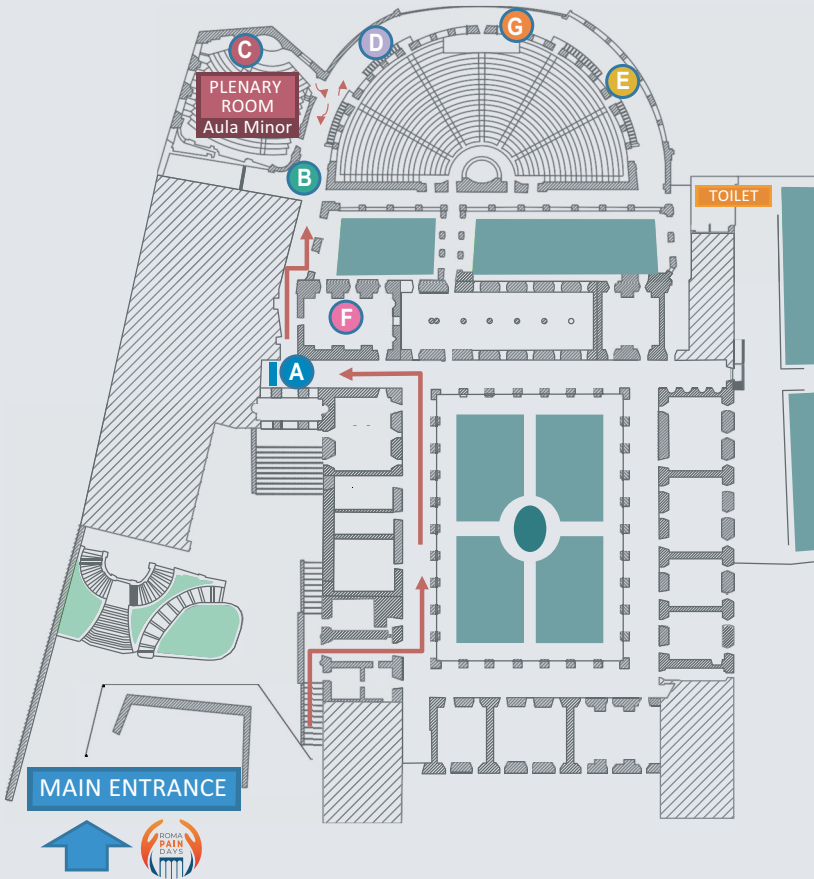 G
D
C
E
PLENARY
ROOM
Aula Minor
B
TOILET
F
A
MAIN ENTRANCE
ROMA
PAIN
DAYS